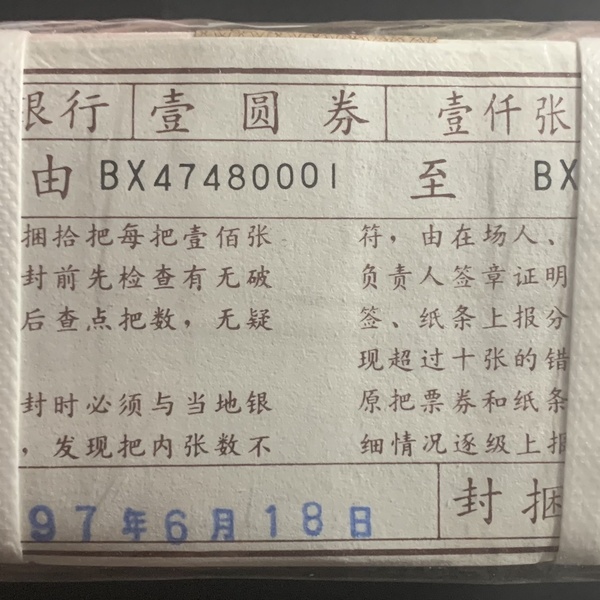 银行 壹圆券 壹仟张
由 BX47480001 至 BX
捆拾把每把壹佰张
封前先检查有无破
后查点把数，无疑
封时必须与当地银
，发现把内张数不
符，由在场人、
负责人签章证明
签、纸条上报分
现超过十张的错
原把票券和纸条
细情况逐级上报
97年6月18日
封捆